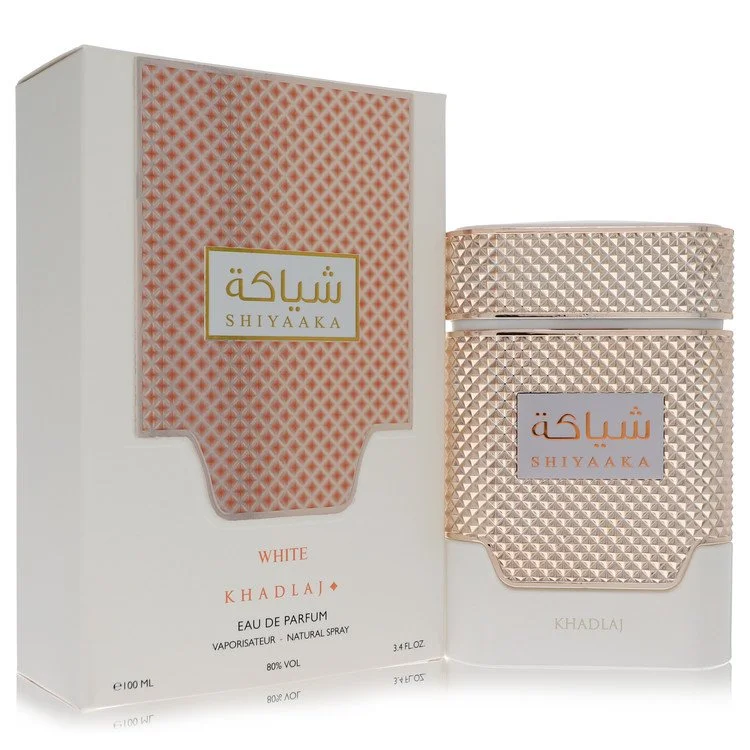 شياكة
SHIYAAKA
WHITE
KHADLAJ
EAU DE PARFUM
VAPORISATEUR - NATURAL SPRAY
80% VOL
3.4 FL.OZ.
℮100 ML
شياكة
SHIYAAKA
KHADLAJ